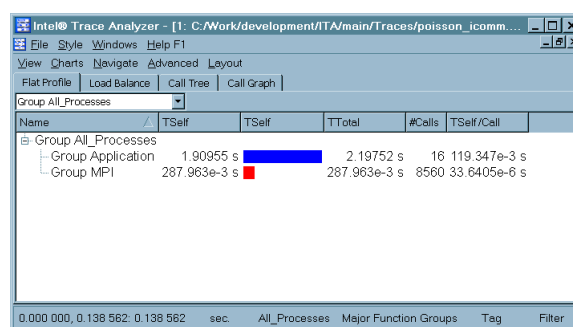 Intel® Trace Analyzer - [1: C:/Work/development/ITA/main/Traces/poisson_icomm....
File Style Windows Help F1
View Charts Navigate Advanced Layout
Flat Profile Load Balance Call Tree Call Graph
Group All_Processes
Name TSelf TSelf TTotal #Calls TSelf/Call
Group All_Processes
Group Application 1.90955 s 2.19752 s 16 119.347e-3 s
Group MPI 287.963e-3 s 287.963e-3 s 8560 33.6405e-6 s
0.000 000, 0.138 562: 0.138 562 sec. All_Processes Major Function Groups Tag Filter